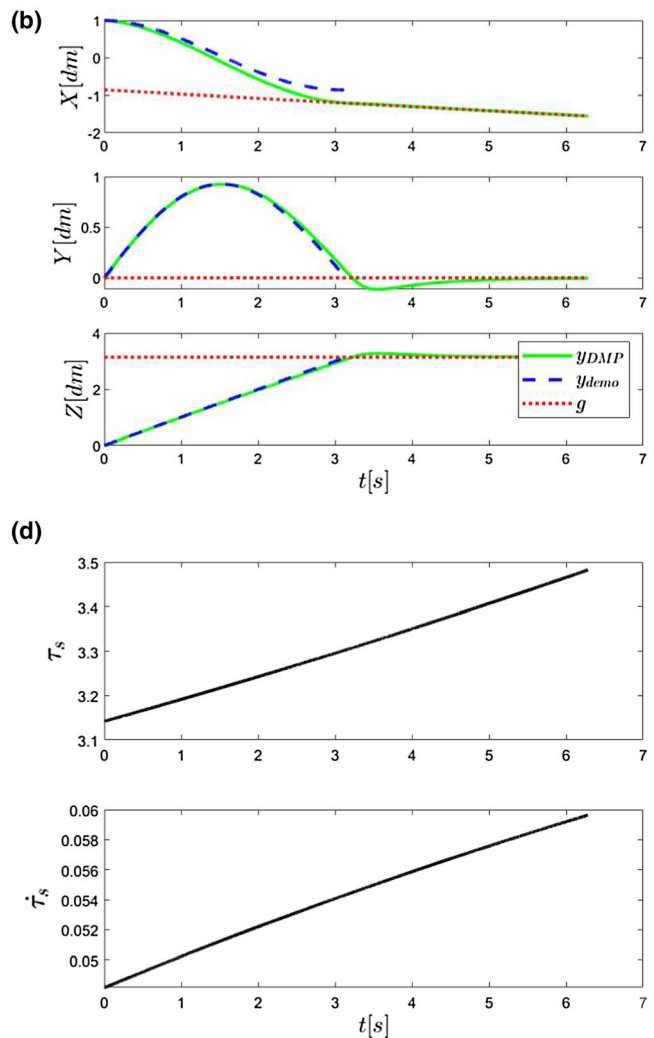 (b)
X[dm]
1
0
-1
-2
0 1 2 3 4 5 6 7
Y[dm]
1
0.5
0
0 1 2 3 4 5 6 7
Z[dm]
4
2
0
y_DMP
y_demo
g
0 1 2 3 4 5 6 7
t[s]
(d)
τ_s
3.5
3.4
3.3
3.2
3.1
0 1 2 3 4 5 6 7
τ̇_s
0.06
0.058
0.056
0.054
0.052
0.05
0 1 2 3 4 5 6 7
t[s]